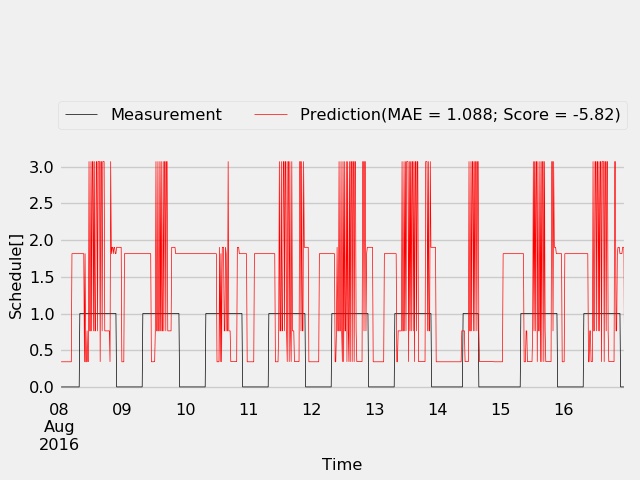 Measurement
Prediction(MAE = 1.088; Score = -5.82)
3.0
2.5
2.0
1.5
1.0
0.5
0.0
Schedule[]
08 09 10 11 12 13 14 15 16
Aug
2016
Time